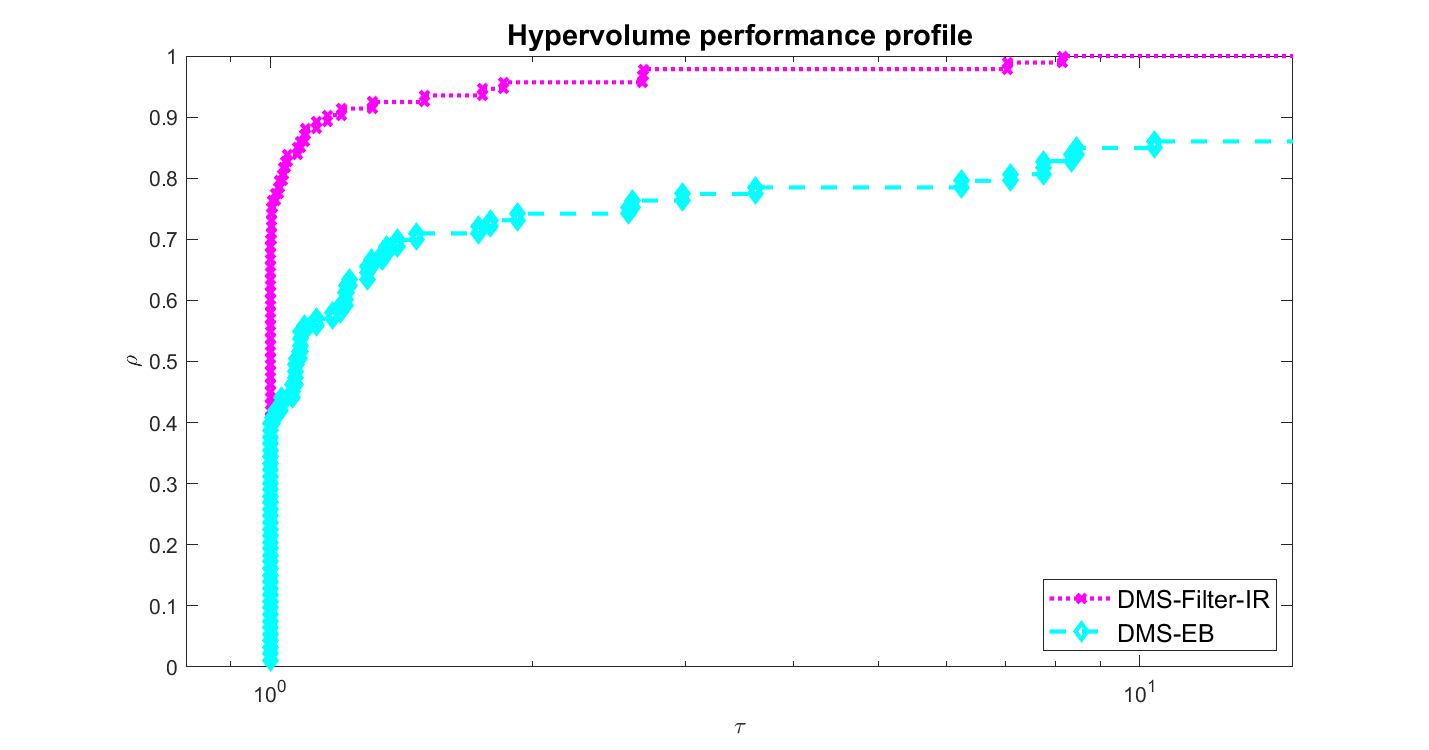 Hypervolume performance profile
1
0.9
0.8
0.7
0.6
0.5
0.4
0.3
0.2
0.1
0
ρ
10^0
10^1
τ
DMS-Filter-IR
DMS-EB